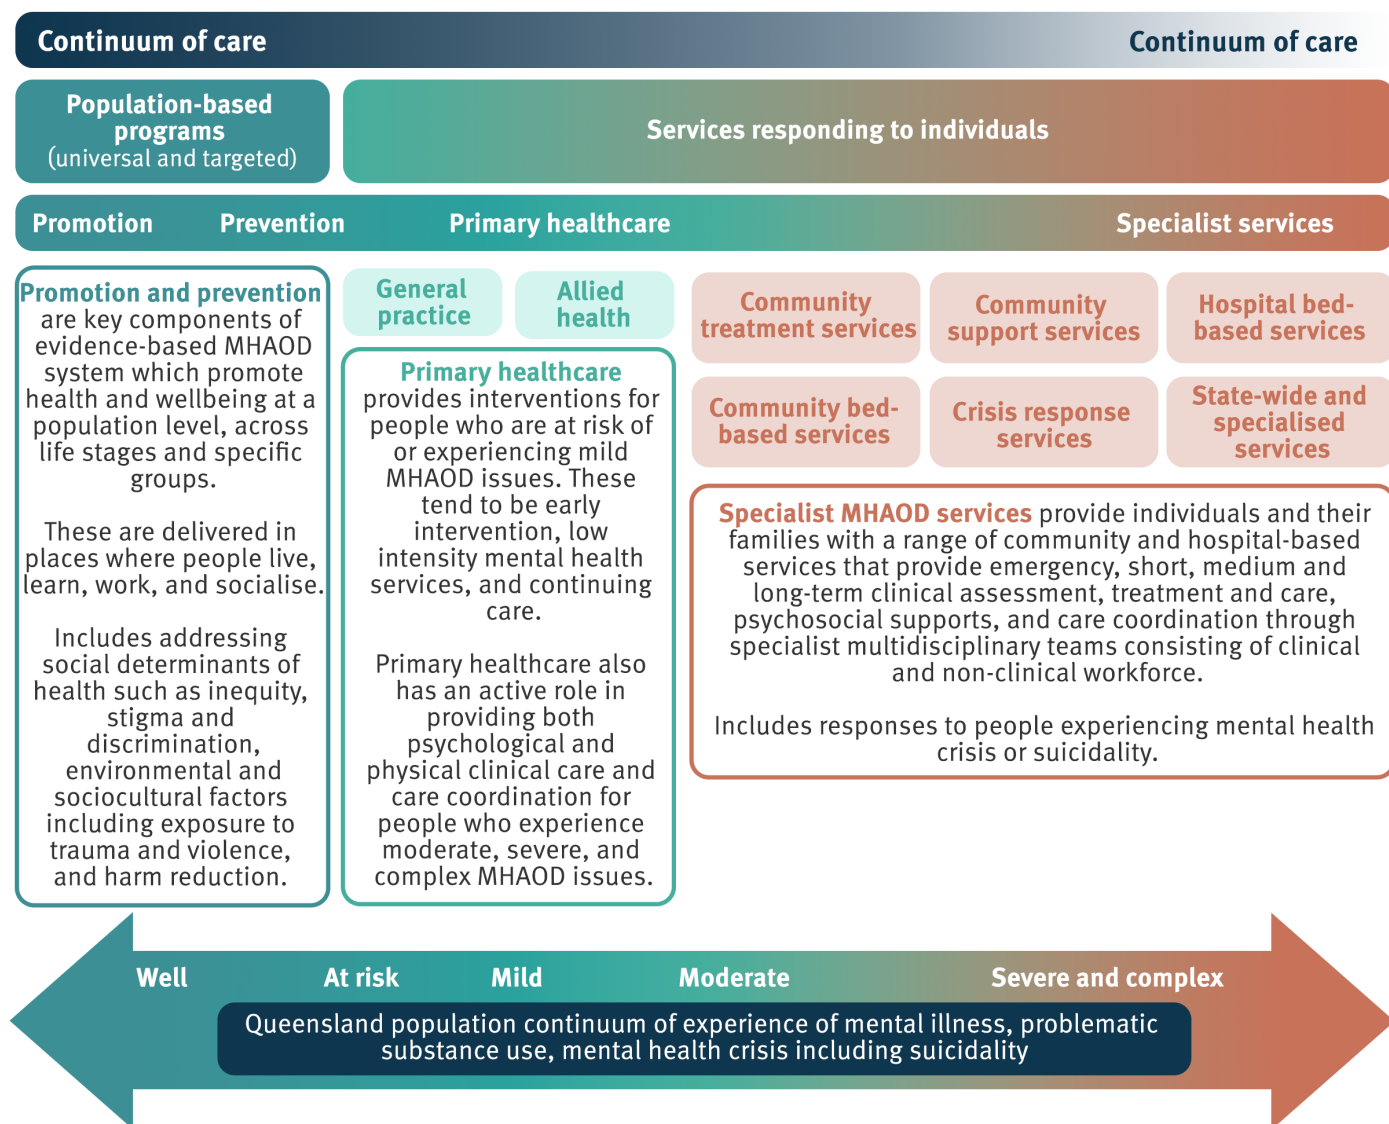 Continuum of care
Continuum of care
Population-based
programs
(universal and targeted)
Services responding to individuals
Promotion
Prevention
Primary healthcare
Specialist services
Promotion and prevention
are key components of
evidence-based MHAOD
system which promote
health and wellbeing at a
population level, across
life stages and specific
groups.
These are delivered in
places where people live,
learn, work, and socialise.
Includes addressing
social determinants of
health such as inequity,
stigma and
discrimination,
environmental and
sociocultural factors
including exposure to
trauma and violence,
and harm reduction.
General
practice
Allied
health
Primary healthcare
provides interventions for
people who are at risk of
or experiencing mild
MHAOD issues. These
tend to be early
intervention, low
intensity mental health
services, and continuing
care.
Primary healthcare also
has an active role in
providing both
psychological and
physical clinical care and
care coordination for
people who experience
moderate, severe, and
complex MHAOD issues.
Community
treatment services
Community
support services
Hospital bed-
based services
Community bed-
based services
Crisis response
services
State-wide and
specialised
services
Specialist MHAOD services provide individuals and their
families with a range of community and hospital-based
services that provide emergency, short, medium and
long-term clinical assessment, treatment and care,
psychosocial supports, and care coordination through
specialist multidisciplinary teams consisting of clinical
and non-clinical workforce.
Includes responses to people experiencing mental health
crisis or suicidality.
Well
At risk
Mild
Moderate
Severe and complex
Queensland population continuum of experience of mental illness, problematic
substance use, mental health crisis including suicidality